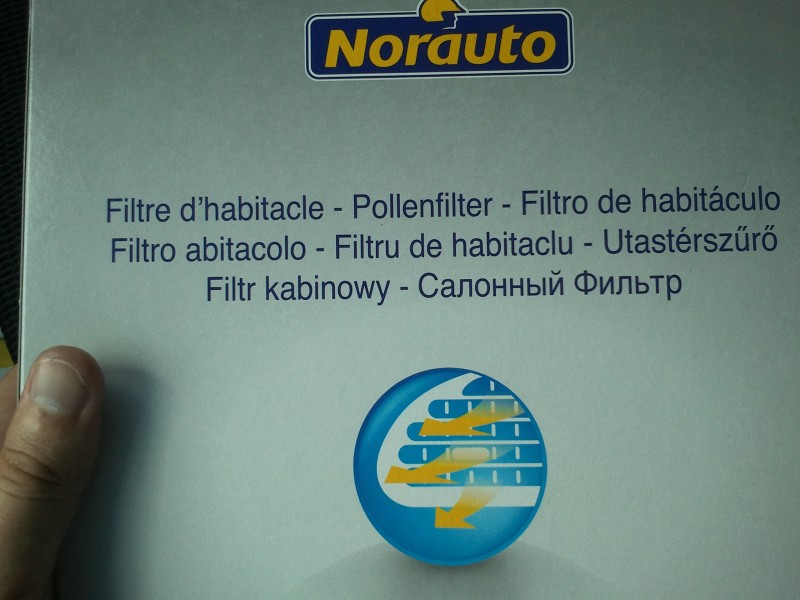 Norauto
Filtre d'habitacle - Pollenfilter - Filtro de habitáculo
Filtro abitacolo - Filtru de habitaclu - Utastérszűrő
Filtr kabinowy - Салонный Фильтр